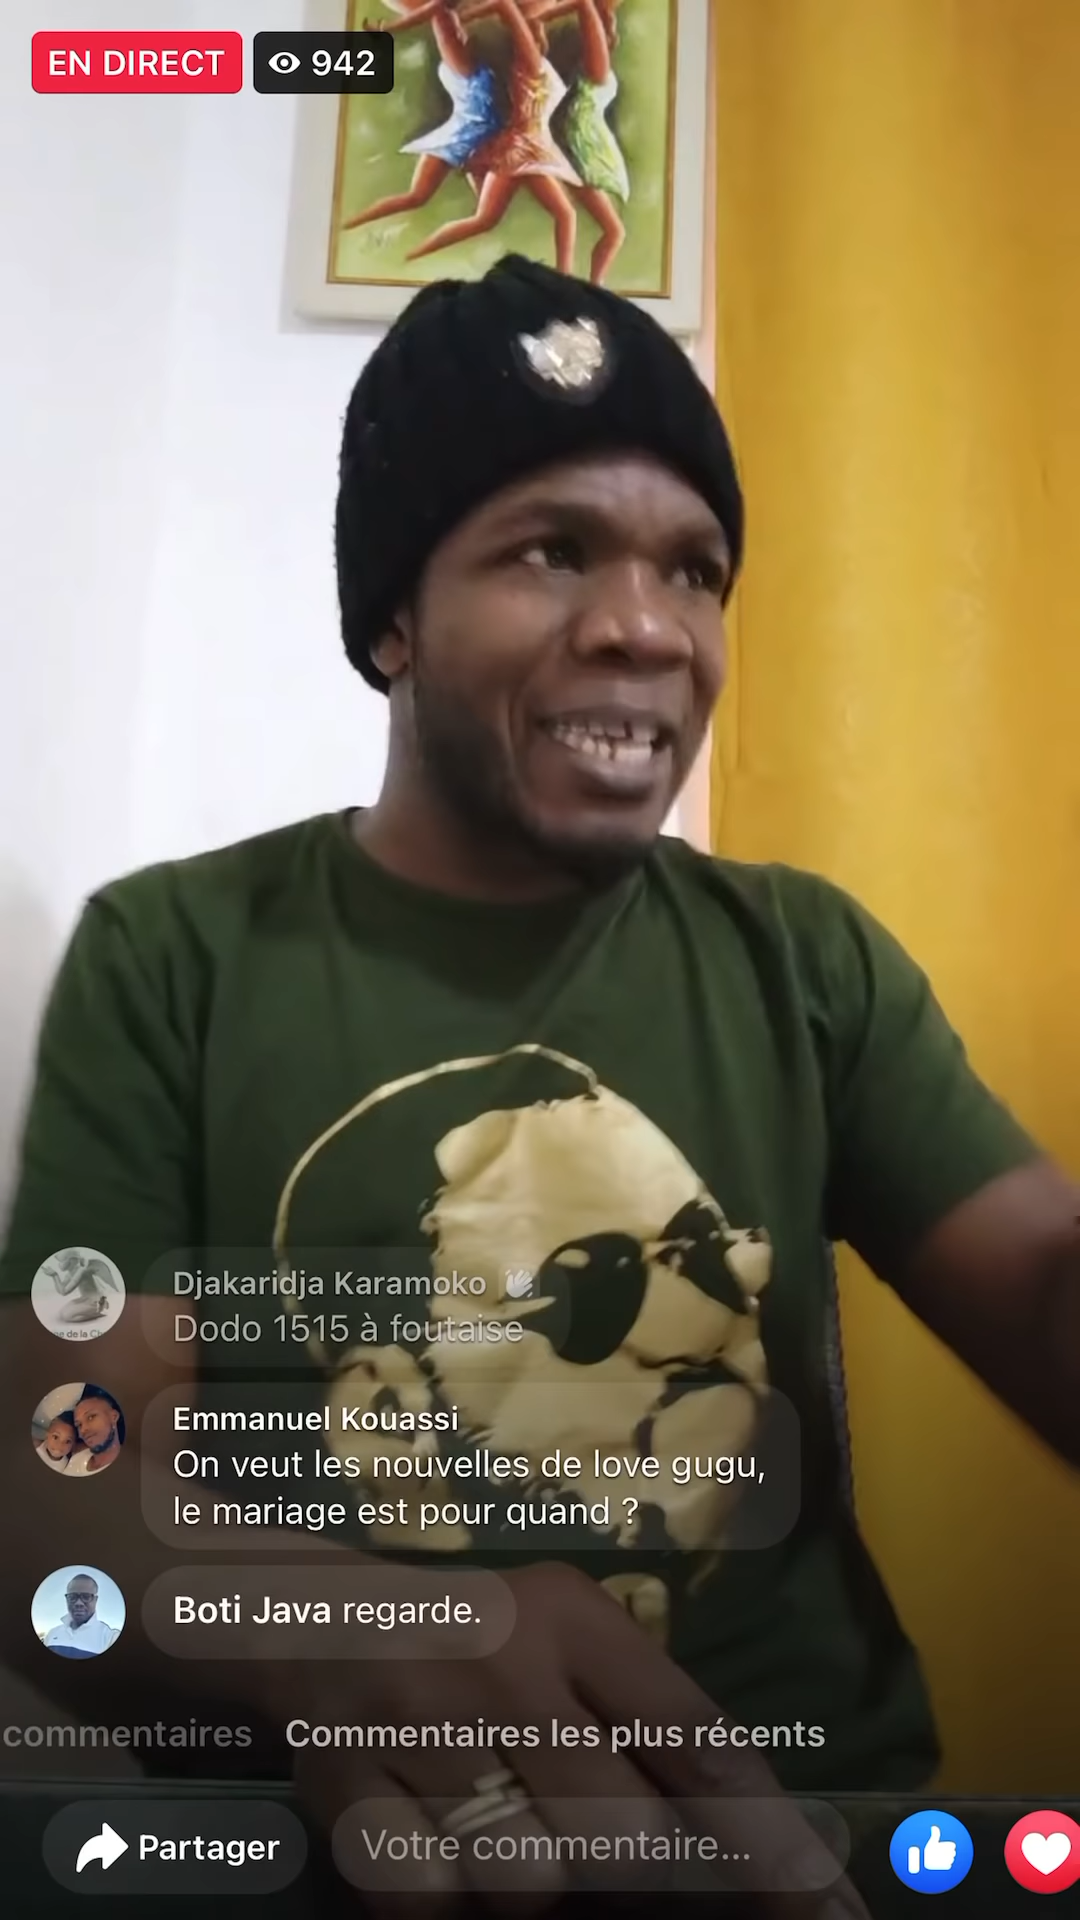 EN DIRECT
942
Djakaridja Karamoko 👋
Dodo 1515 à foutaise
Emmanuel Kouassi
On veut les nouvelles de love gugu,
le mariage est pour quand ?
Boti Java regarde.
commentaires Commentaires les plus récents
Partager
Votre commentaire...